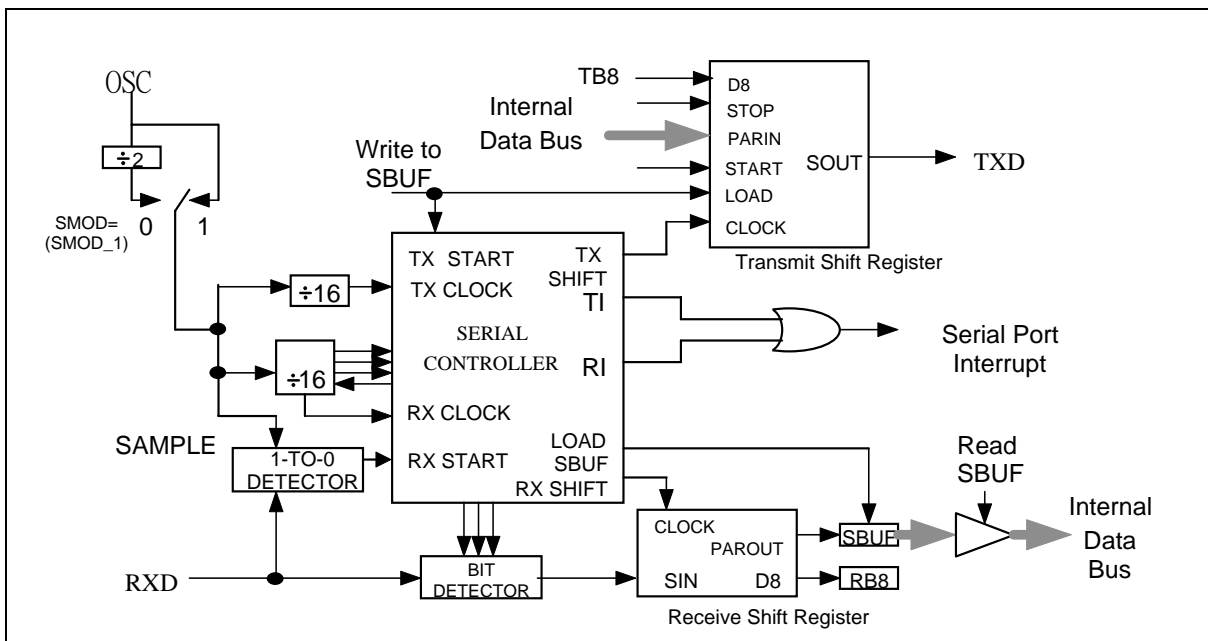 OSC
÷2
SMOD=
(SMOD_1)
0
1
Write to
SBUF
TB8
Internal
Data Bus
D8
STOP
PARIN
START
LOAD
CLOCK
SOUT
TXD
Transmit Shift Register
÷16
÷16
TX START
TX CLOCK
SERIAL
CONTROLLER
RX CLOCK
RX START
TX
SHIFT
TI
RI
LOAD
SBUF
RX SHIFT
Serial Port
Interrupt
SAMPLE
1-TO-0
DETECTOR
RXD
BIT
DETECTOR
CLOCK
PAROUT
SIN
D8
Receive Shift Register
SBUF
RB8
Read
SBUF
Internal
Data
Bus